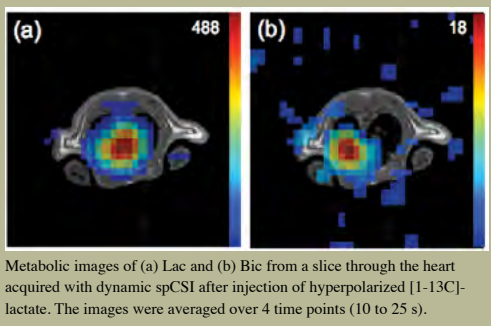 (a) 488 (b) 18
Metabolic images of (a) Lac and (b) Bic from a slice through the heart
acquired with dynamic spCSI after injection of hyperpolarized [1-13C]-
lactate. The images were averaged over 4 time points (10 to 25 s).